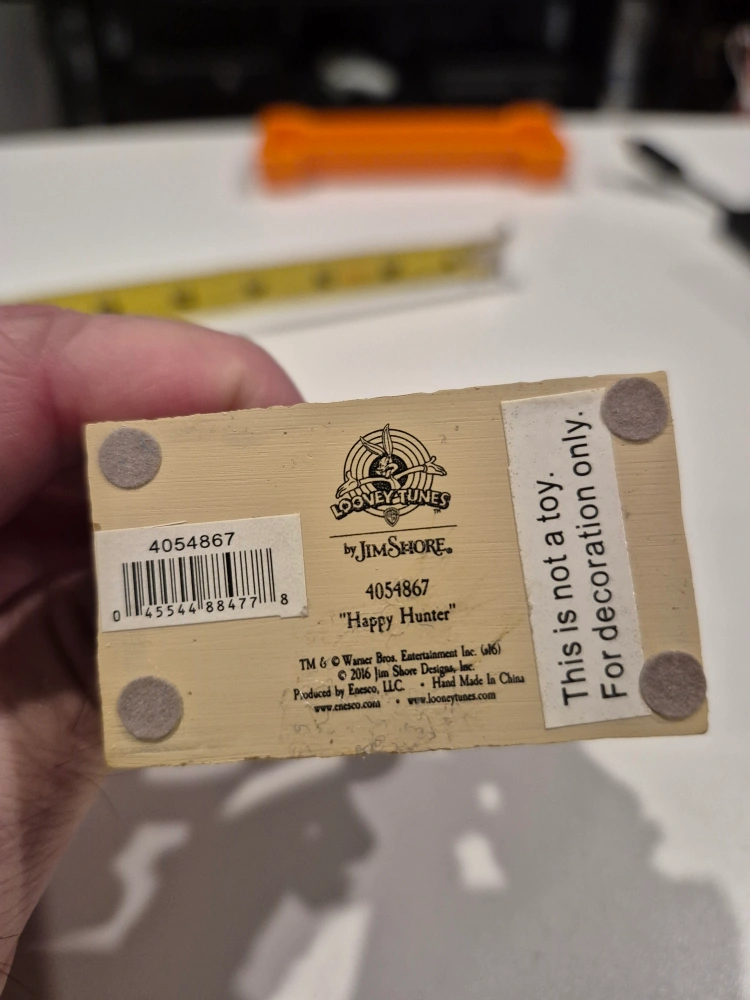 LOONEY TUNES™
by JIM SHORE®
4054867
"Happy Hunter"
TM & © Warner Bros. Entertainment Inc. (s16)
© 2016 Jim Shore Designs, Inc.
Produced by Enesco, LLC. • Hand Made In China
www.enesco.com • www.looneytunes.com
4054867
0 45544 88477 8
This is not a toy.
For decoration only.